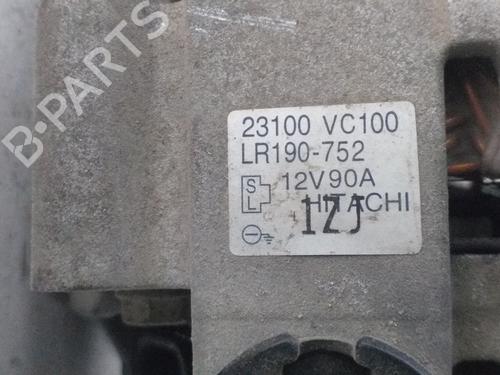 B-PARTS
23100 VC100
LR190-752
S
L
12V90A
HITACHI
1ZJ